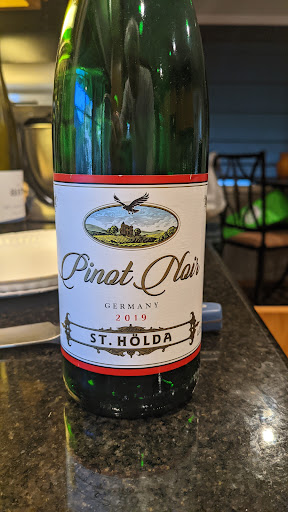 Pinot Noir
GERMANY
2019
ST. HÖLDA